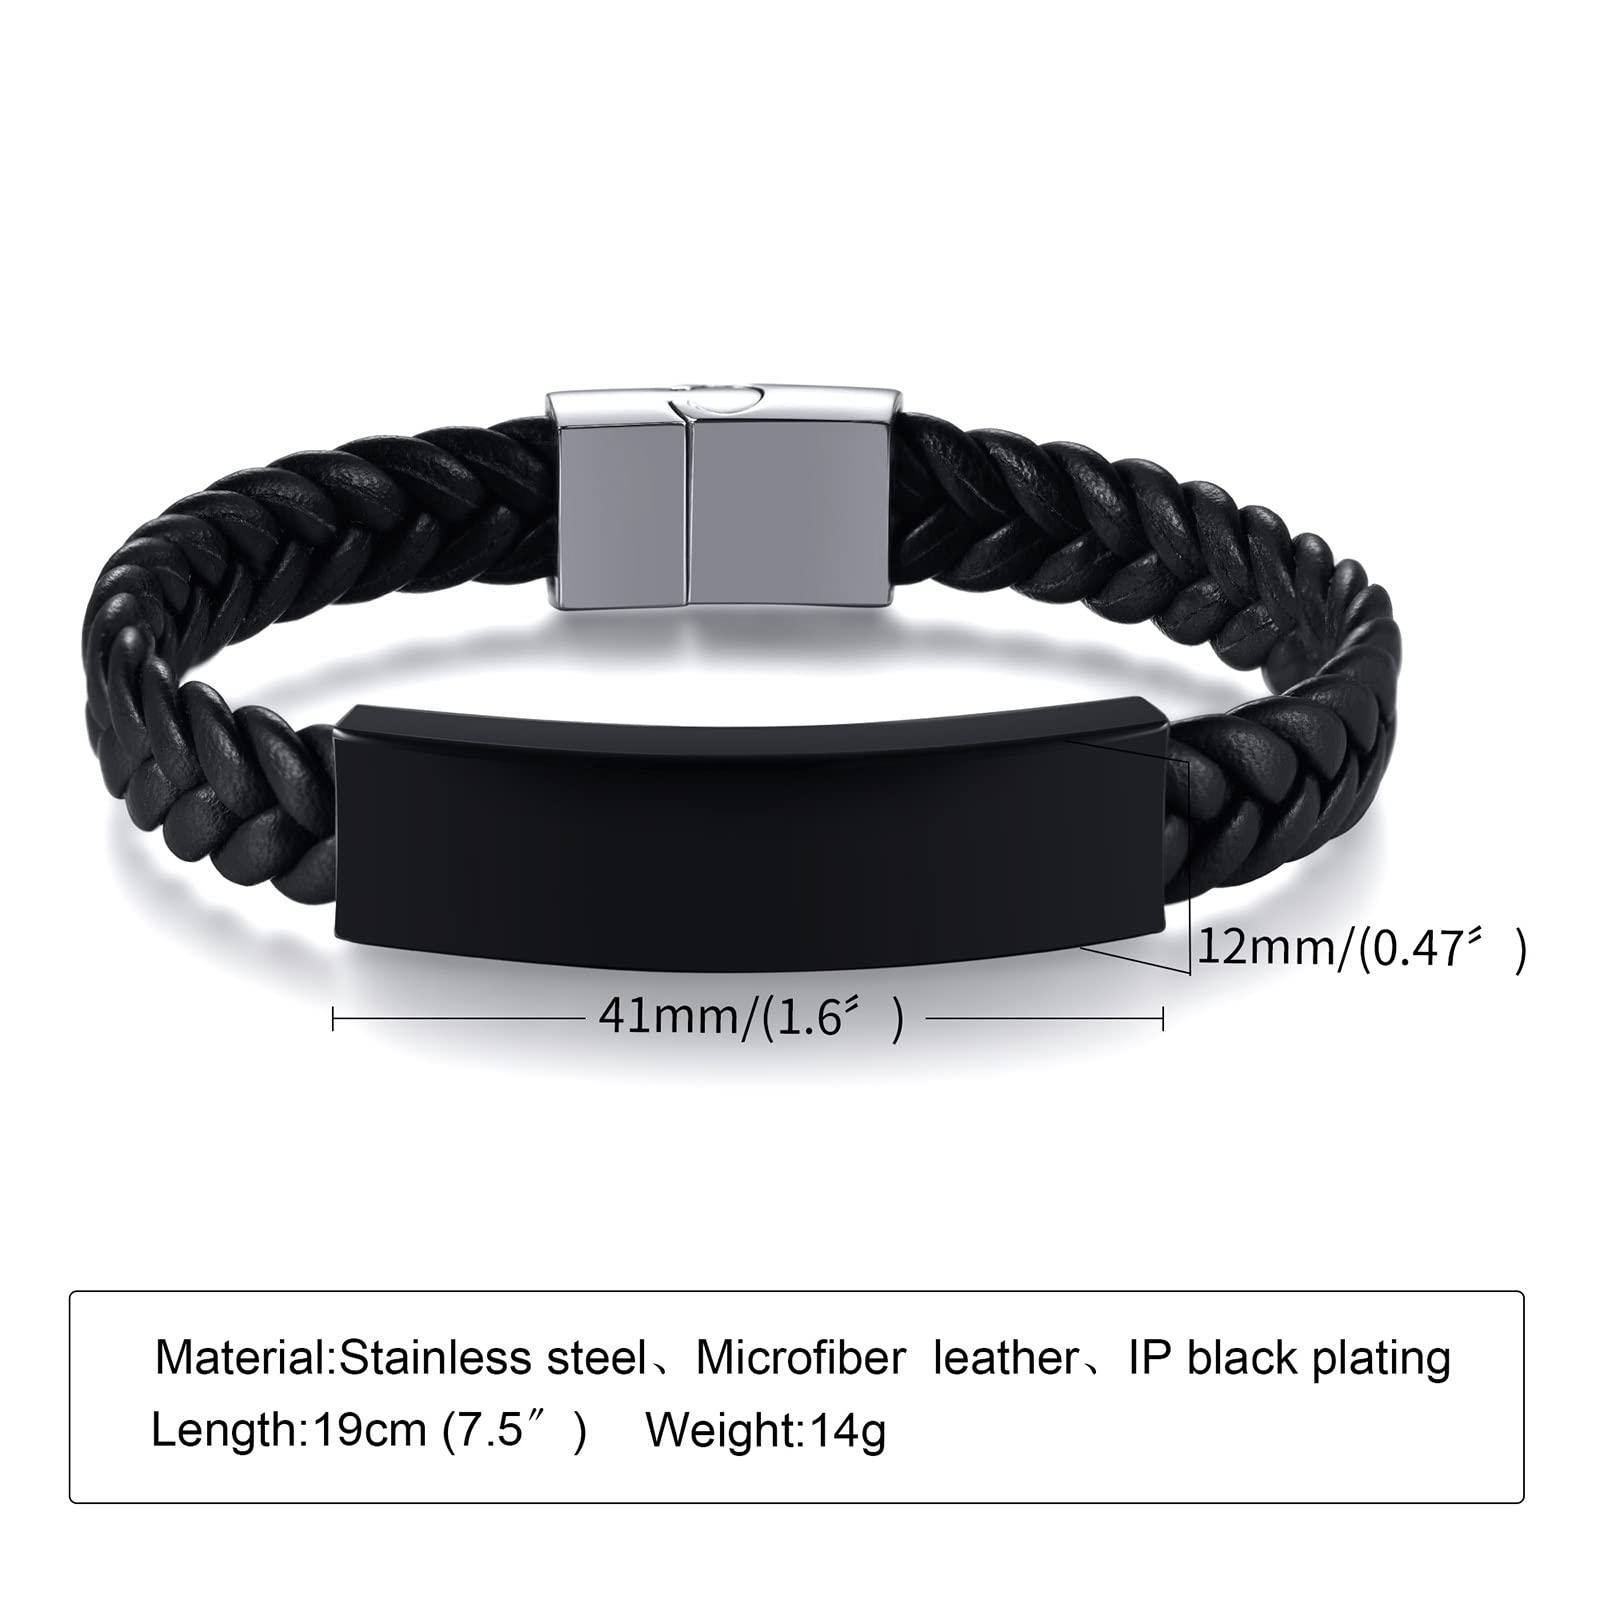 12mm/(0.47〞)
41mm/(1.6〞)
Material:Stainless steel、Microfiber leather、IP black plating
Length:19cm (7.5〞) Weight:14g